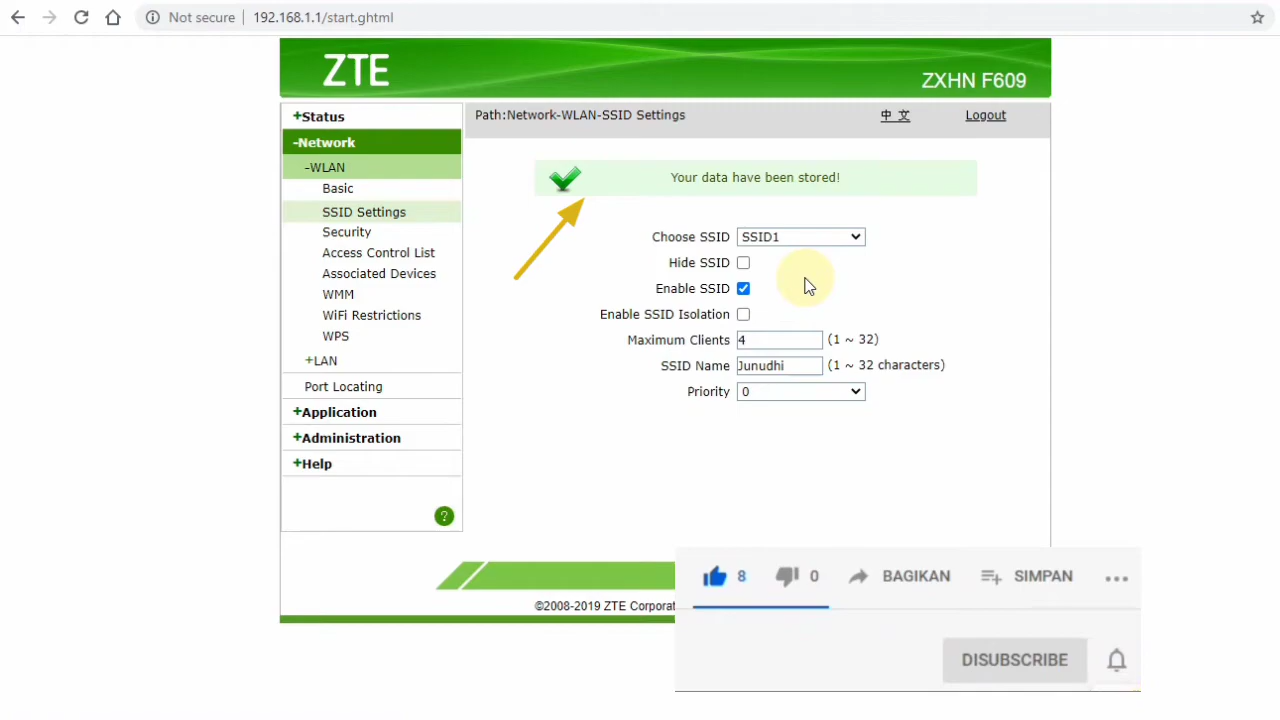 Not secure 192.168.1.1/start.ghtml
ZTE
ZXHN F609
+Status
-Network
-WLAN
Basic
SSID Settings
Security
Access Control List
Associated Devices
WMM
WiFi Restrictions
WPS
+LAN
Port Locating
+Application
+Administration
+Help
?
Path:Network-WLAN-SSID Settings 中 文 Logout
Your data have been stored!
Choose SSID SSID1
Hide SSID
Enable SSID
Enable SSID Isolation
Maximum Clients 4 (1 ~ 32)
SSID Name Junudhi (1 ~ 32 characters)
Priority 0
©2008-2019 ZTE Corporat
8 0 BAGIKAN SIMPAN
DISUBSCRIBE